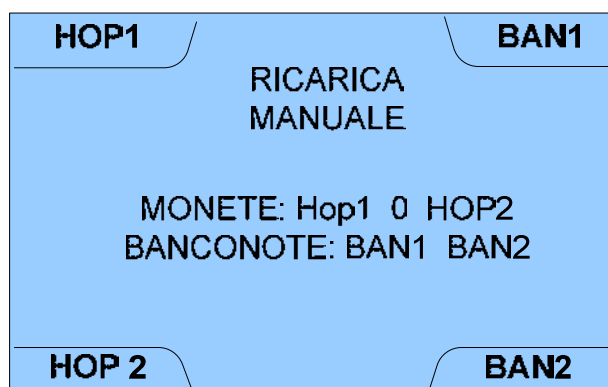 HOP1
BAN1
RICARICA
MANUALE
MONETE: Hop1 0 HOP2
BANCONOTE: BAN1 BAN2
HOP 2
BAN2